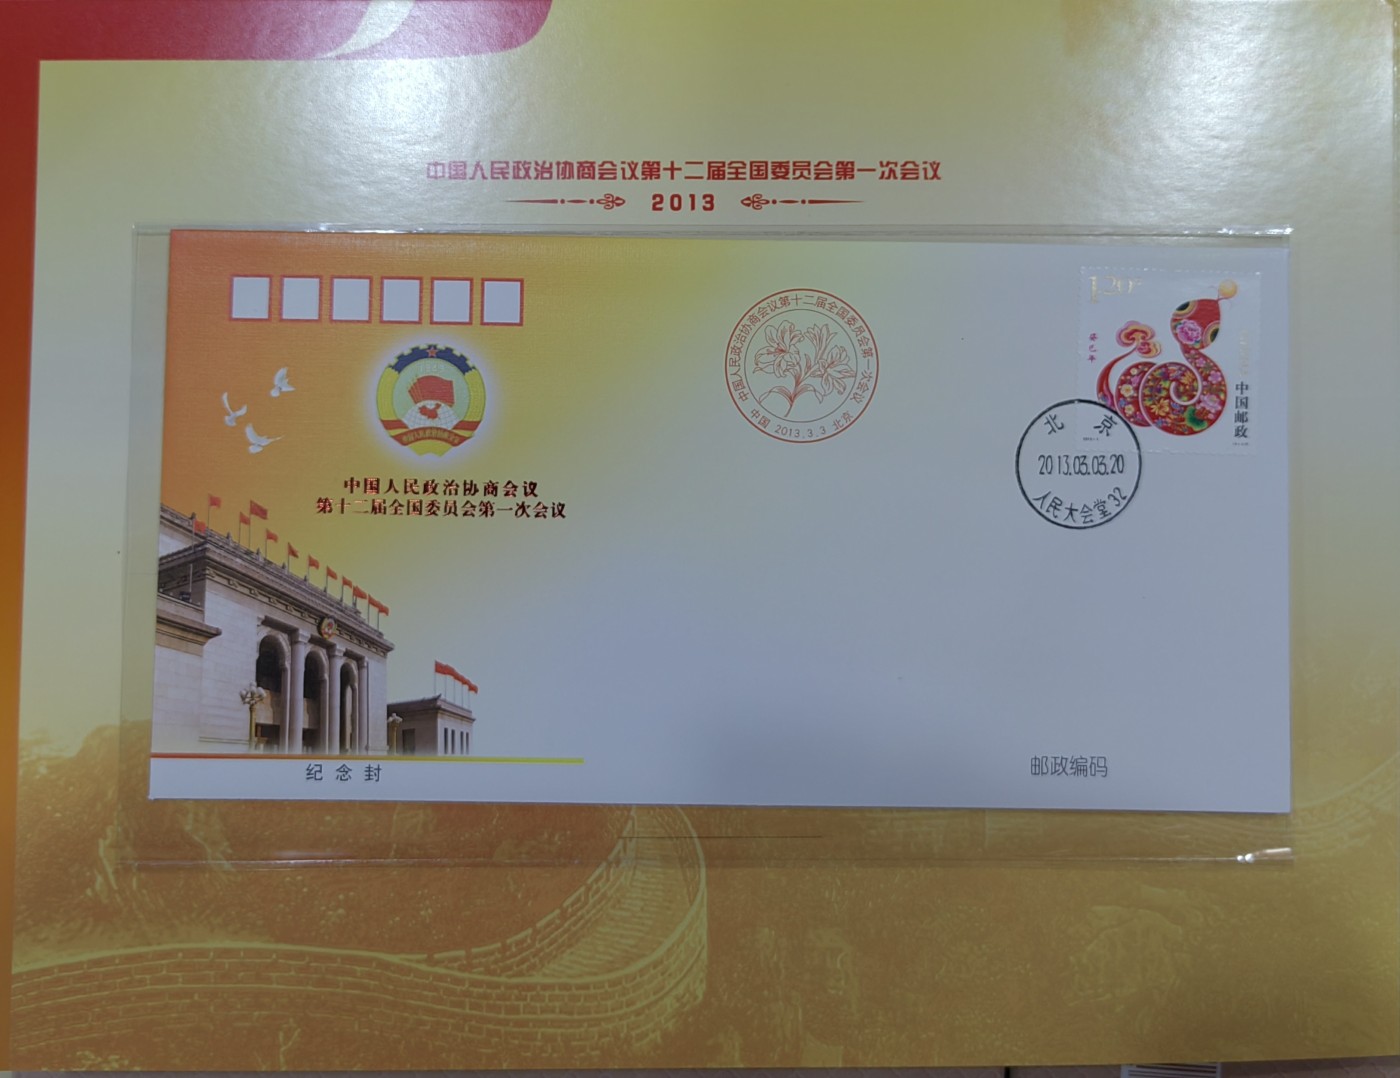 中国人民政治协商会议第十二届全国委员会第一次会议
2013
中国人民政治协商会议第十二届全国委员会第一次会议
中国 2013.3.3 北京
1.20元
癸巳年
中国邮政
北京
2013.03.03.20
人民大会堂32
中国人民政治协商会议
第十二届全国委员会第一次会议
纪念封
邮政编码